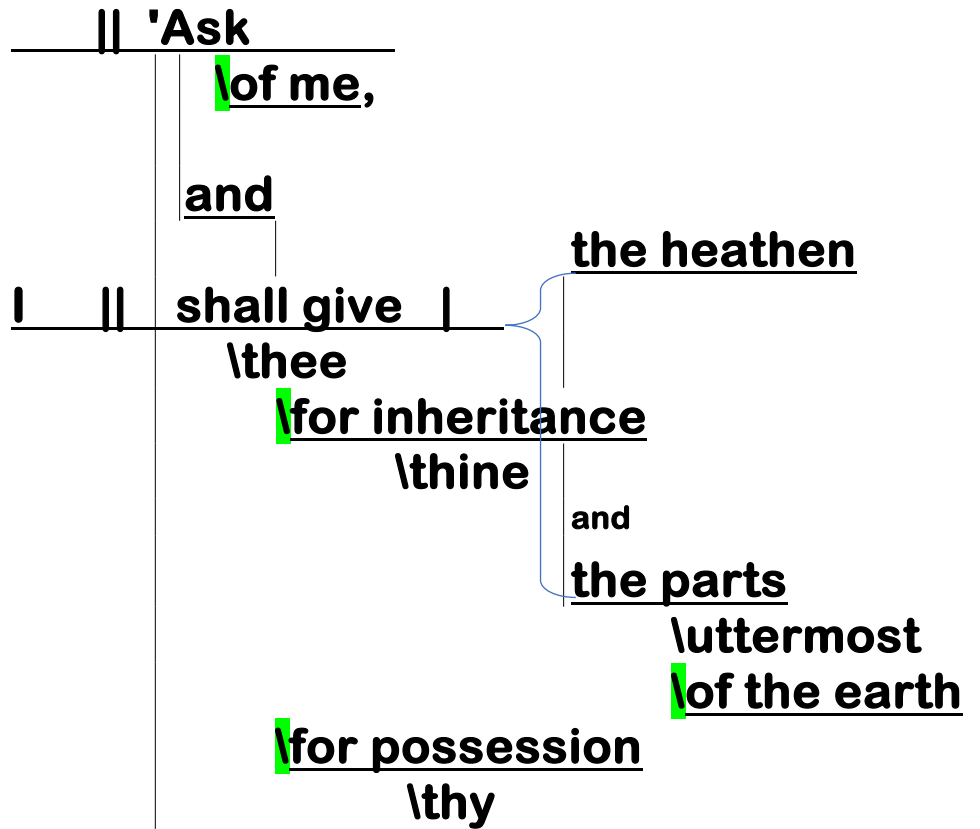 || 'Ask
\of me,
and
the heathen
I || shall give |
\thee
\for inheritance
\thine
and
the parts
\uttermost
\of the earth
\for possession
\thy